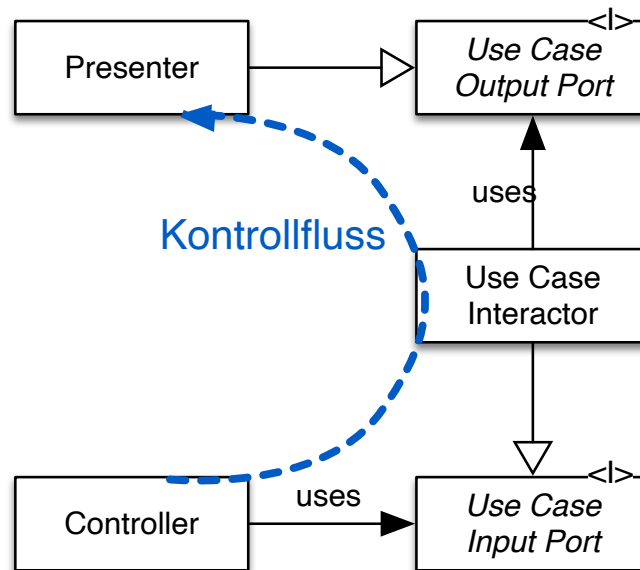 <I>
Presenter
Use Case
Output Port
uses
Kontrollfluss
Use Case
Interactor
<I>
Controller
uses
Use Case
Input Port